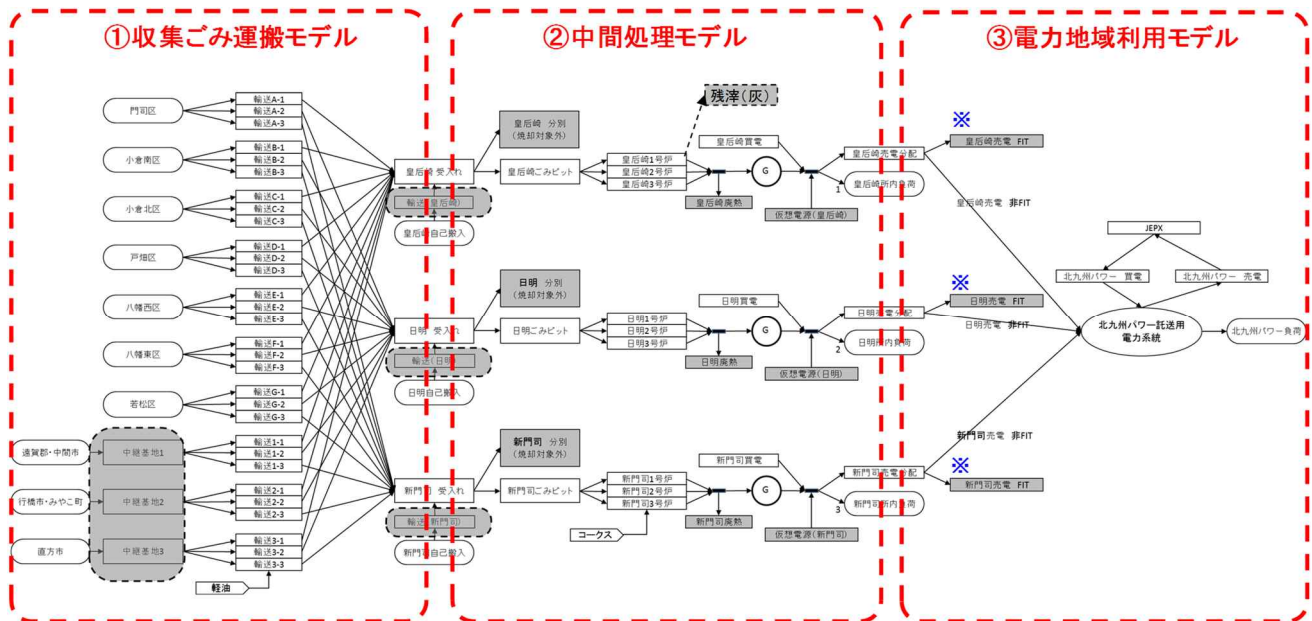 ①収集ごみ運搬モデル
門司区
小倉南区
小倉北区
戸畑区
八幡西区
八幡東区
若松区
遠賀郡・中間市
行橋市・みやこ町
直方市
中継基地1
中継基地2
中継基地3
輸送A-1
輸送A-2
輸送A-3
輸送B-1
輸送B-2
輸送B-3
輸送C-1
輸送C-2
輸送C-3
輸送D-1
輸送D-2
輸送D-3
輸送E-1
輸送E-2
輸送E-3
輸送F-1
輸送F-2
輸送F-3
輸送G-1
輸送G-2
輸送G-3
輸送1-1
輸送1-2
輸送1-3
輸送2-1
輸送2-2
輸送2-3
輸送3-1
輸送3-2
輸送3-3
軽油
皇后崎 受入れ
輸送(皇后崎)
皇后崎自己搬入
日明 受入れ
輸送(日明)
日明自己搬入
新門司 受入れ
輸送(新門司)
新門司自己搬入
②中間処理モデル
残滓(灰)
皇后崎 分別
(焼却対象外)
皇后崎ごみピット
皇后崎1号炉
皇后崎2号炉
皇后崎3号炉
皇后崎買電
皇后崎廃熱
G
仮想電源(皇后崎)
皇后崎売電分配
1
皇后崎所内負荷
日明 分別
(焼却対象外)
日明ごみピット
日明1号炉
日明2号炉
日明3号炉
日明買電
日明廃熱
G
仮想電源(日明)
日明売電分配
2
日明所内負荷
新門司 分別
(焼却対象外)
新門司ごみピット
新門司1号炉
新門司2号炉
新門司3号炉
コークス
新門司買電
新門司廃熱
G
仮想電源(新門司)
新門司売電分配
3
新門司所内負荷
③電力地域利用モデル
※
皇后崎売電 FIT
皇后崎売電 非FIT
※
日明売電 FIT
日明売電 非FIT
新門司売電 非FIT
※
新門司売電 FIT
JEPX
北九州パワー 買電
北九州パワー 売電
北九州パワー託送用
電力系統
北九州パワー負荷